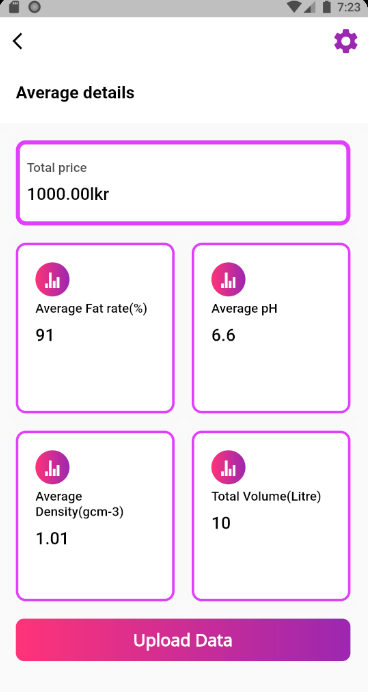 7:23
Average details
Total price
1000.00lkr
Average Fat rate(%)
91
Average pH
6.6
Average
Density(gcm-3)
1.01
Total Volume(Litre)
10
Upload Data